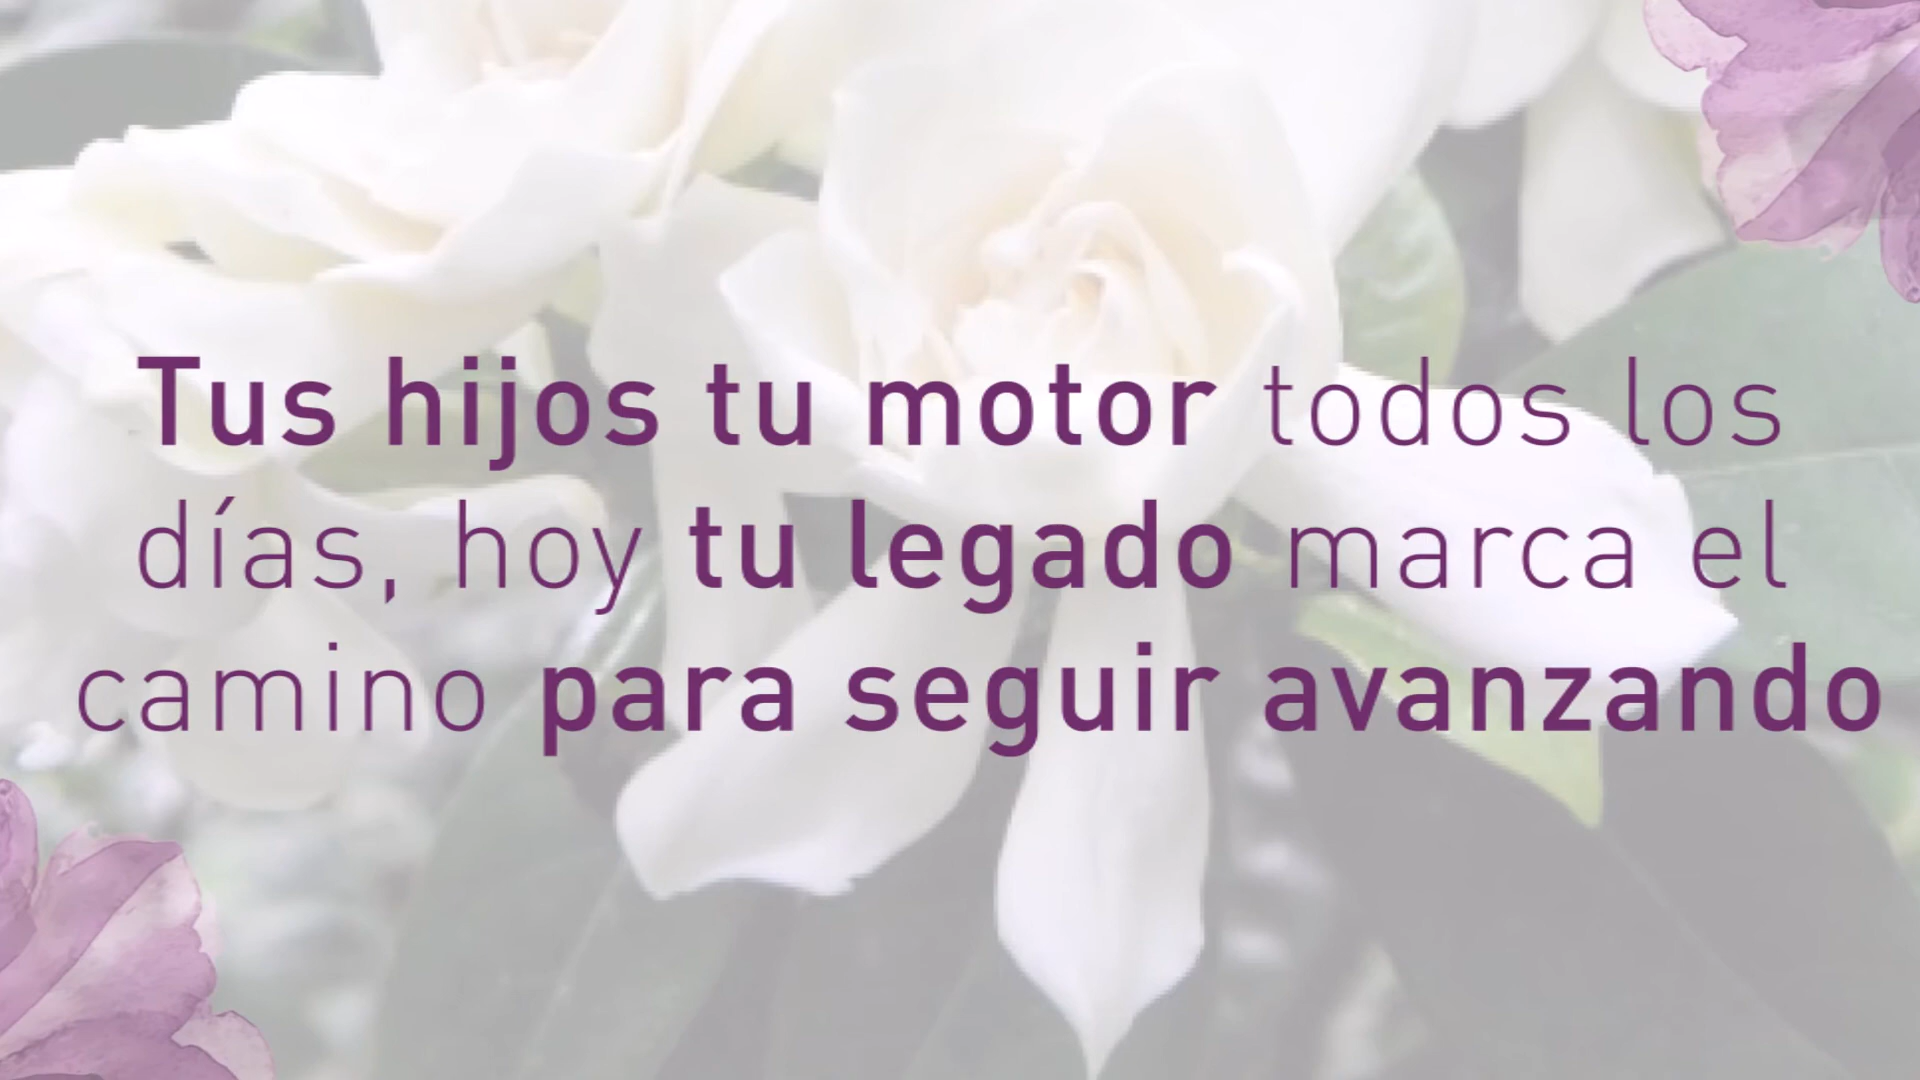 Tus hijos tu motor todos los
días, hoy tu legado marca el
camino para seguir avanzando